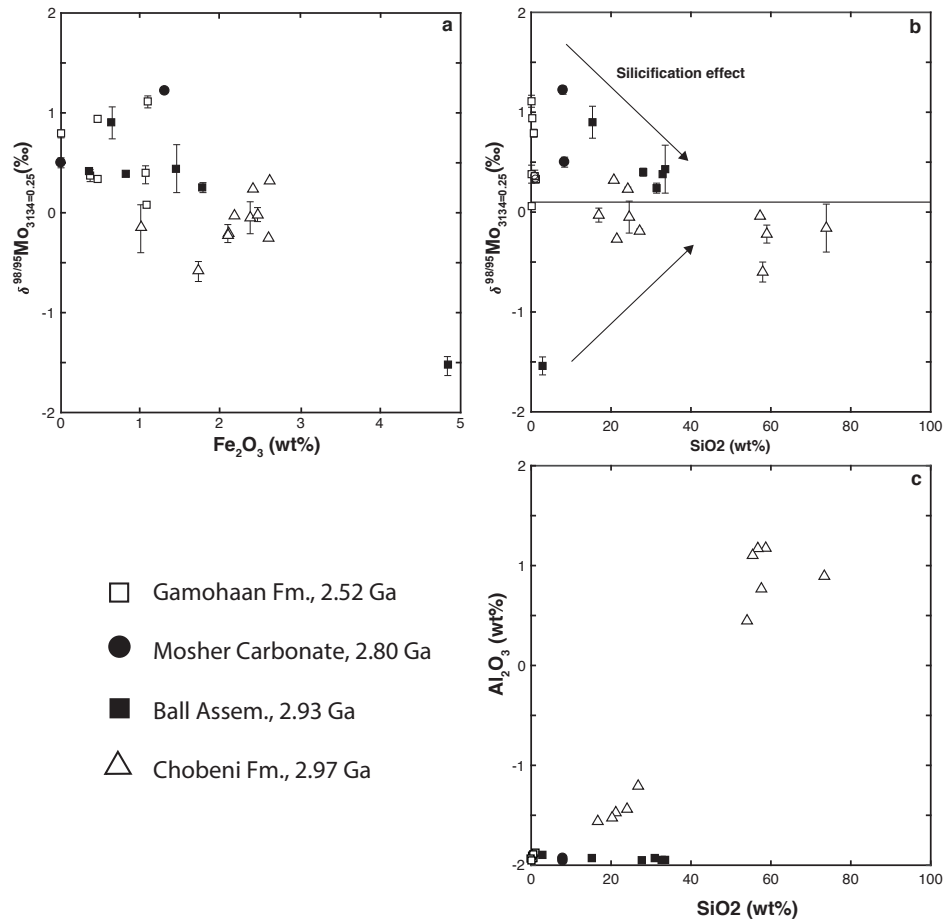 a
2
1
0
-1
-2
δ 98/95Mo3134=0.25(‰)
0 1 2 3 4 5
Fe2O3 (wt%)
b
Silicification effect
2
1
0
-1
-2
δ 98/95Mo3134=0.25(‰)
0 20 40 60 80 100
SiO2 (wt%)
c
2
1
0
-1
-2
Al2O3 (wt%)
0 20 40 60 80 100
SiO2 (wt%)
Gamohaan Fm., 2.52 Ga
Mosher Carbonate, 2.80 Ga
Ball Assem., 2.93 Ga
Chobeni Fm., 2.97 Ga